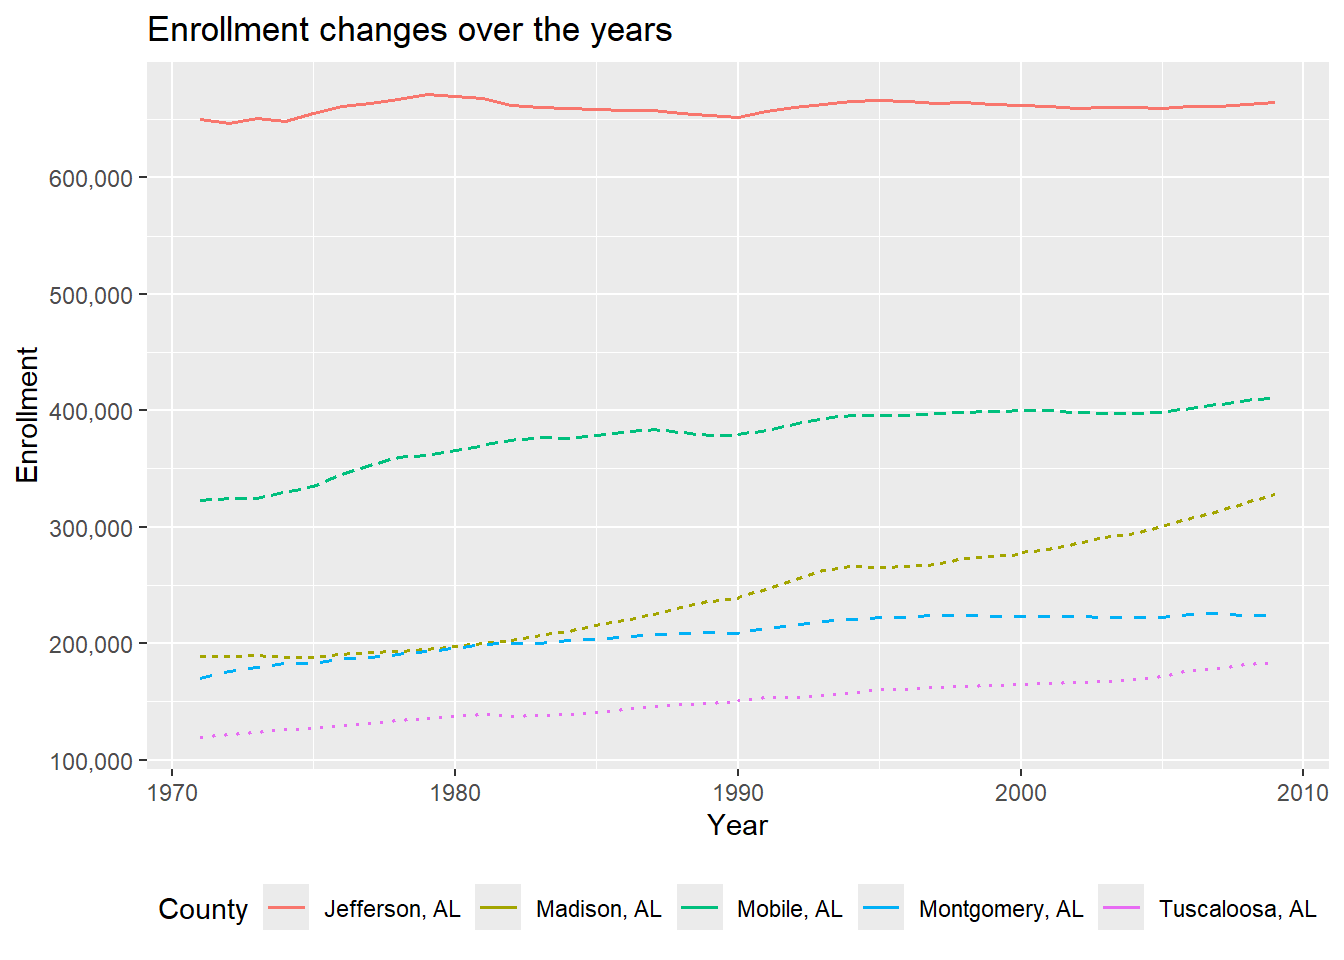 Enrollment changes over the years
Enrollment
600,000
500,000
400,000
300,000
200,000
100,000
1970 1980 1990 2000 2010
Year
County Jefferson, AL Madison, AL Mobile, AL Montgomery, AL Tuscaloosa, AL